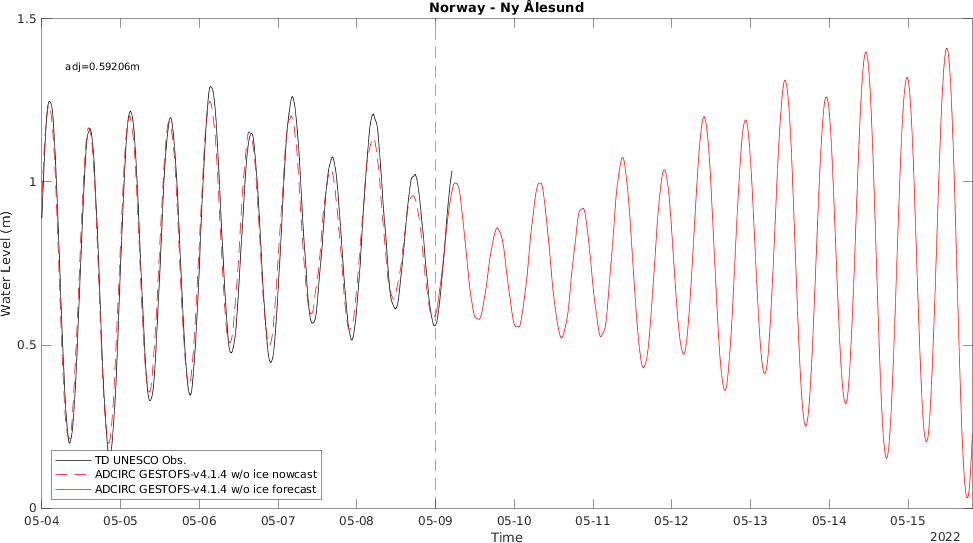 Norway - Ny Ålesund
1.5
adj=0.59206m
1
Water Level (m)
0.5
TD UNESCO Obs.
ADCIRC GESTOFS-v4.1.4 w/o ice nowcast
ADCIRC GESTOFS-v4.1.4 w/o ice forecast
0
05-04 05-05 05-06 05-07 05-08 05-09 05-10 05-11 05-12 05-13 05-14 05-15
Time
2022